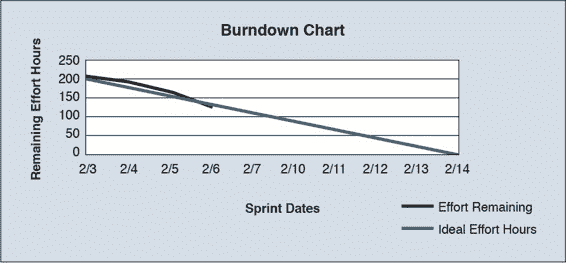 Burndown Chart
Remaining Effort Hours
250
200
150
100
50
0
2/3 2/4 2/5 2/6 2/7 2/10 2/11 2/12 2/13 2/14
Sprint Dates
Effort Remaining
Ideal Effort Hours